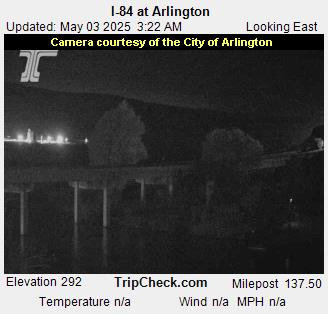 I-84 at Arlington
Updated: May 03 2025 3:22 AM Looking East
Camera courtesy of the City of Arlington
Elevation 292 TripCheck.com Milepost 137.50
Temperature n/a Wind n/a MPH n/a